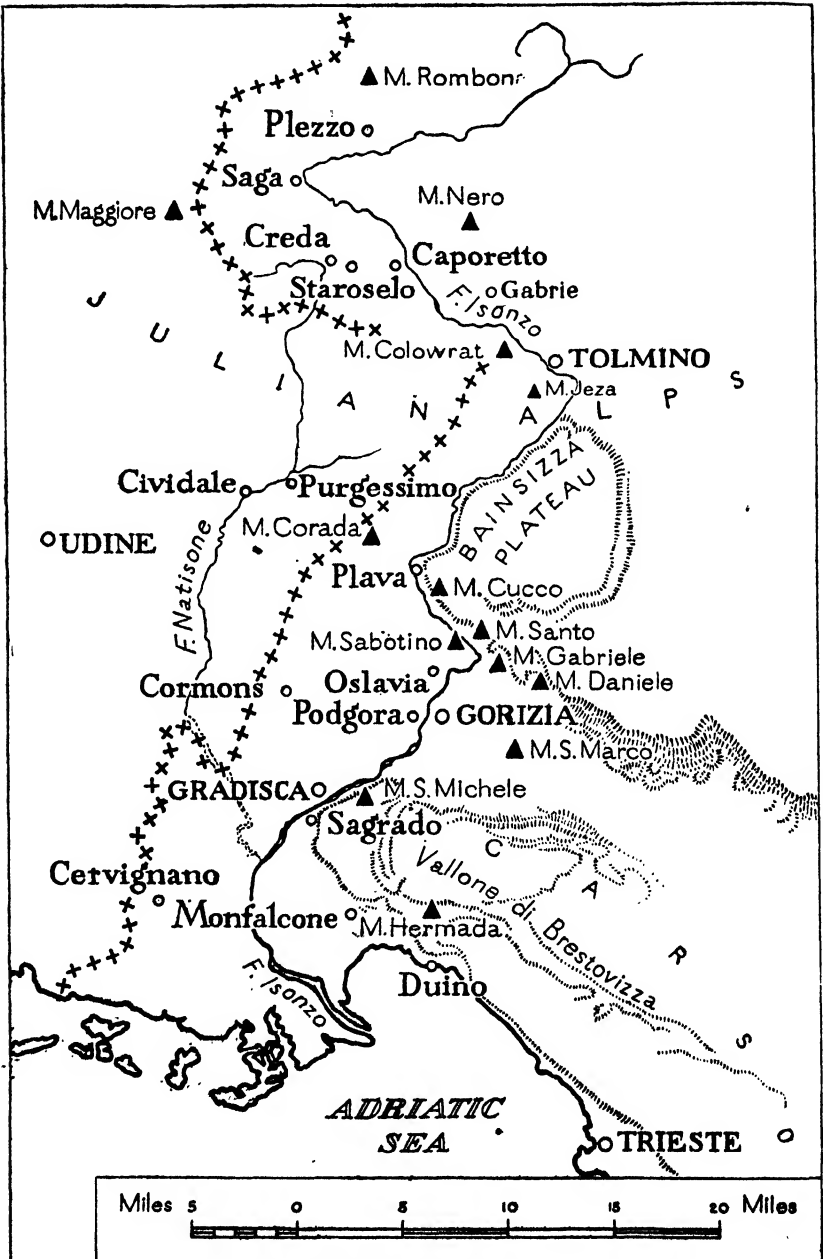 M. Rombon
Plezzo
Saga
M. Nero
M. Maggiore
Creda
Caporetto
Staroselo
F. Isonzo
Gabrie
JULIAN ALPS
M. Colowrat
TOLMINO
M. Jeza
BAINSIZZA
PLATEAU
Cividale
Purgessimo
M. Corada
UDINE
F. Natisone
Plava
M. Cucco
M. Sabotino
M. Santo
M. Gabriele
M. Daniele
Cormons
Oslavia
Podgora
GORIZIA
M.S. Marco
GRADISCA
M.S. Michele
Sagrado
CARSO
Vallone di Brestovizza
Cervignano
Monfalcone
M. Hermada
F. Isonzo
Duino
ADRIATIC
SEA
TRIESTE
Miles 5 0 5 10 15 20 Miles